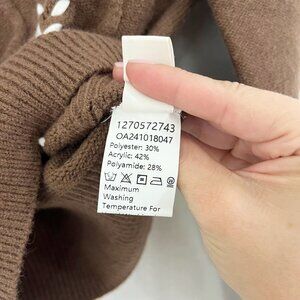 1270572743
OA241018047
Polyester: 30%
Acrylic: 42%
Polyamide: 28%
Maximum
Washing
Temperature For